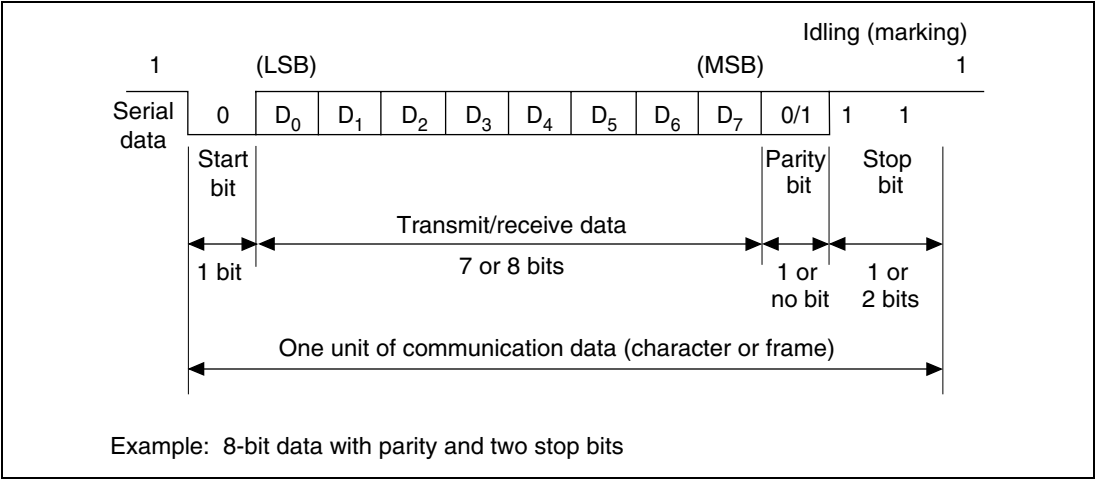 Idling (marking)
1 (LSB) (MSB) 1
Serial data 0 D0 D1 D2 D3 D4 D5 D6 D7 0/1 1 1
Start bit Parity bit Stop bit
Transmit/receive data
1 bit 7 or 8 bits 1 or no bit 1 or 2 bits
One unit of communication data (character or frame)
Example: 8-bit data with parity and two stop bits